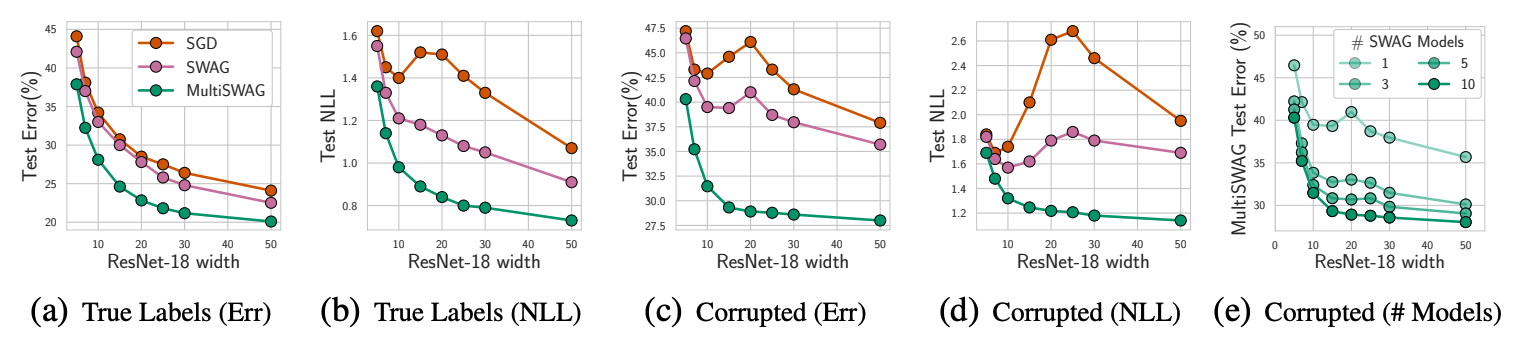 Test Error(%)
45
40
35
30
25
20
SGD
SWAG
MultiSWAG
10 20 30 40 50
ResNet-18 width
(a) True Labels (Err)
Test NLL
1.6
1.4
1.2
1.0
0.8
10 20 30 40 50
ResNet-18 width
(b) True Labels (NLL)
Test Error(%)
47.5
45.0
42.5
40.0
37.5
35.0
32.5
30.0
27.5
10 20 30 40 50
ResNet-18 width
(c) Corrupted (Err)
Test NLL
2.6
2.4
2.2
2.0
1.8
1.6
1.4
1.2
10 20 30 40 50
ResNet-18 width
(d) Corrupted (NLL)
MultiSWAG Test Error (%)
50
45
40
35
30
# SWAG Models
1 5
3 10
0 10 20 30 40 50
ResNet-18 width
(e) Corrupted (# Models)